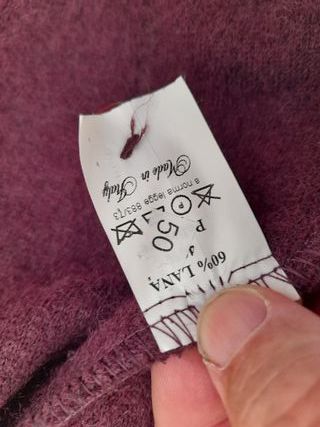 60% LANA
P
50
P
a norma legge 883/73
Made in
Italy